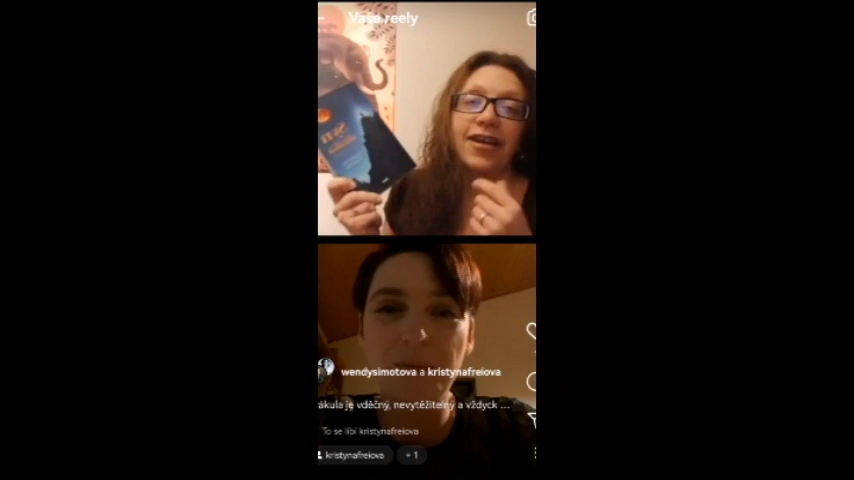 Vaše reely
wendysimotova a kristynafreiova
ákula je vděčný, nevytěžitelný a vždyck ...
To se líbí kristynafreiova
kristynafreiova
+ 1